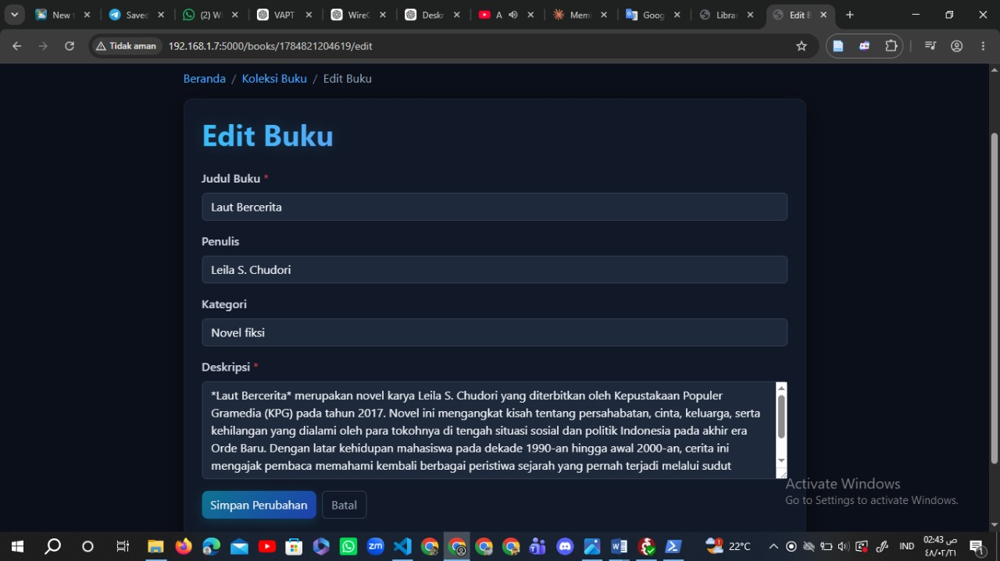 New
Saved
(2) W
VAPT
WireC
Deskr
A
Mem
Goog
Libra
Edit B
Tidak aman
192.168.1.7:5000/books/1784821204619/edit
Beranda / Koleksi Buku / Edit Buku
Edit Buku
Judul Buku *
Laut Bercerita
Penulis
Leila S. Chudori
Kategori
Novel fiksi
Deskripsi *
*Laut Bercerita* merupakan novel karya Leila S. Chudori yang diterbitkan oleh Kepustakaan Populer
Gramedia (KPG) pada tahun 2017. Novel ini mengangkat kisah tentang persahabatan, cinta, keluarga, serta
kehilangan yang dialami oleh para tokohnya di tengah situasi sosial dan politik Indonesia pada akhir era
Orde Baru. Dengan latar kehidupan mahasiswa pada dekade 1990-an hingga awal 2000-an, cerita ini
mengajak pembaca memahami kembali berbagai peristiwa sejarah yang pernah terjadi melalui sudut
Simpan Perubahan
Batal
Activate Windows
Go to Settings to activate Windows.
zm
1
22°C
IND
02:43 ص
1